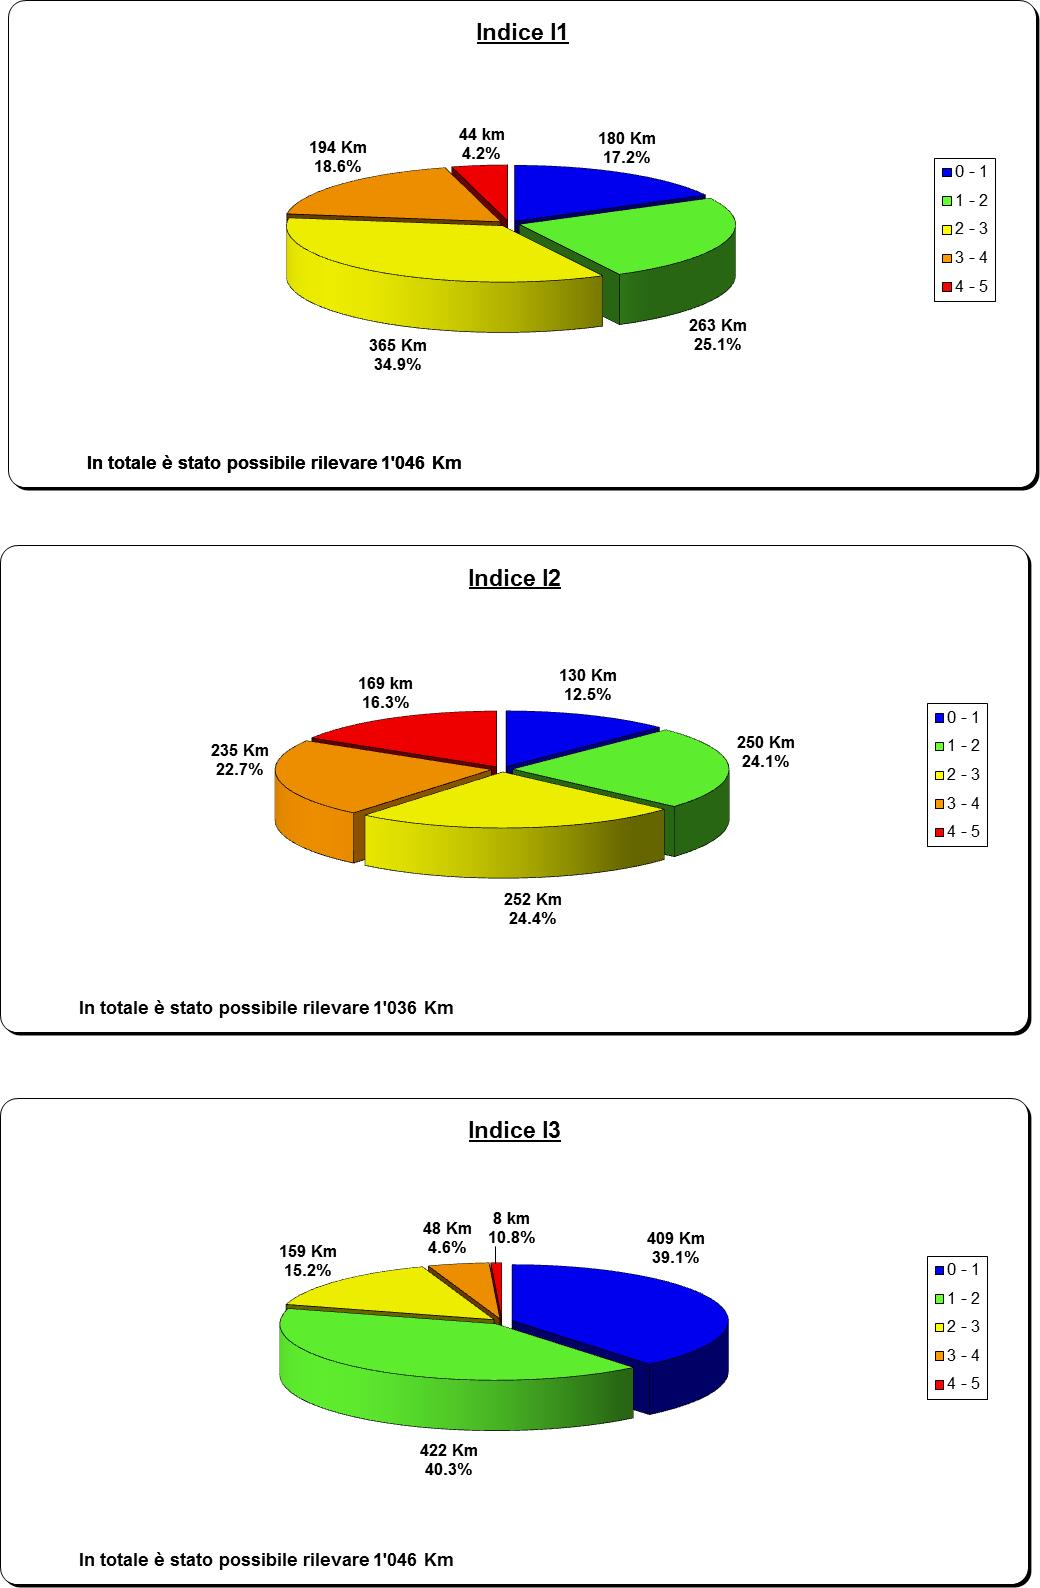 Indice I1
44 km
4.2%
180 Km
17.2%
194 Km
18.6%
0 - 1
1 - 2
2 - 3
3 - 4
4 - 5
263 Km
25.1%
365 Km
34.9%
In totale è stato possibile rilevare 1'046 Km
Indice I2
130 Km
12.5%
169 km
16.3%
250 Km
24.1%
235 Km
22.7%
0 - 1
1 - 2
2 - 3
3 - 4
4 - 5
252 Km
24.4%
In totale è stato possibile rilevare 1'036 Km
Indice I3
8 km
10.8%
48 Km
4.6%
409 Km
39.1%
159 Km
15.2%
0 - 1
1 - 2
2 - 3
3 - 4
4 - 5
422 Km
40.3%
In totale è stato possibile rilevare 1'046 Km